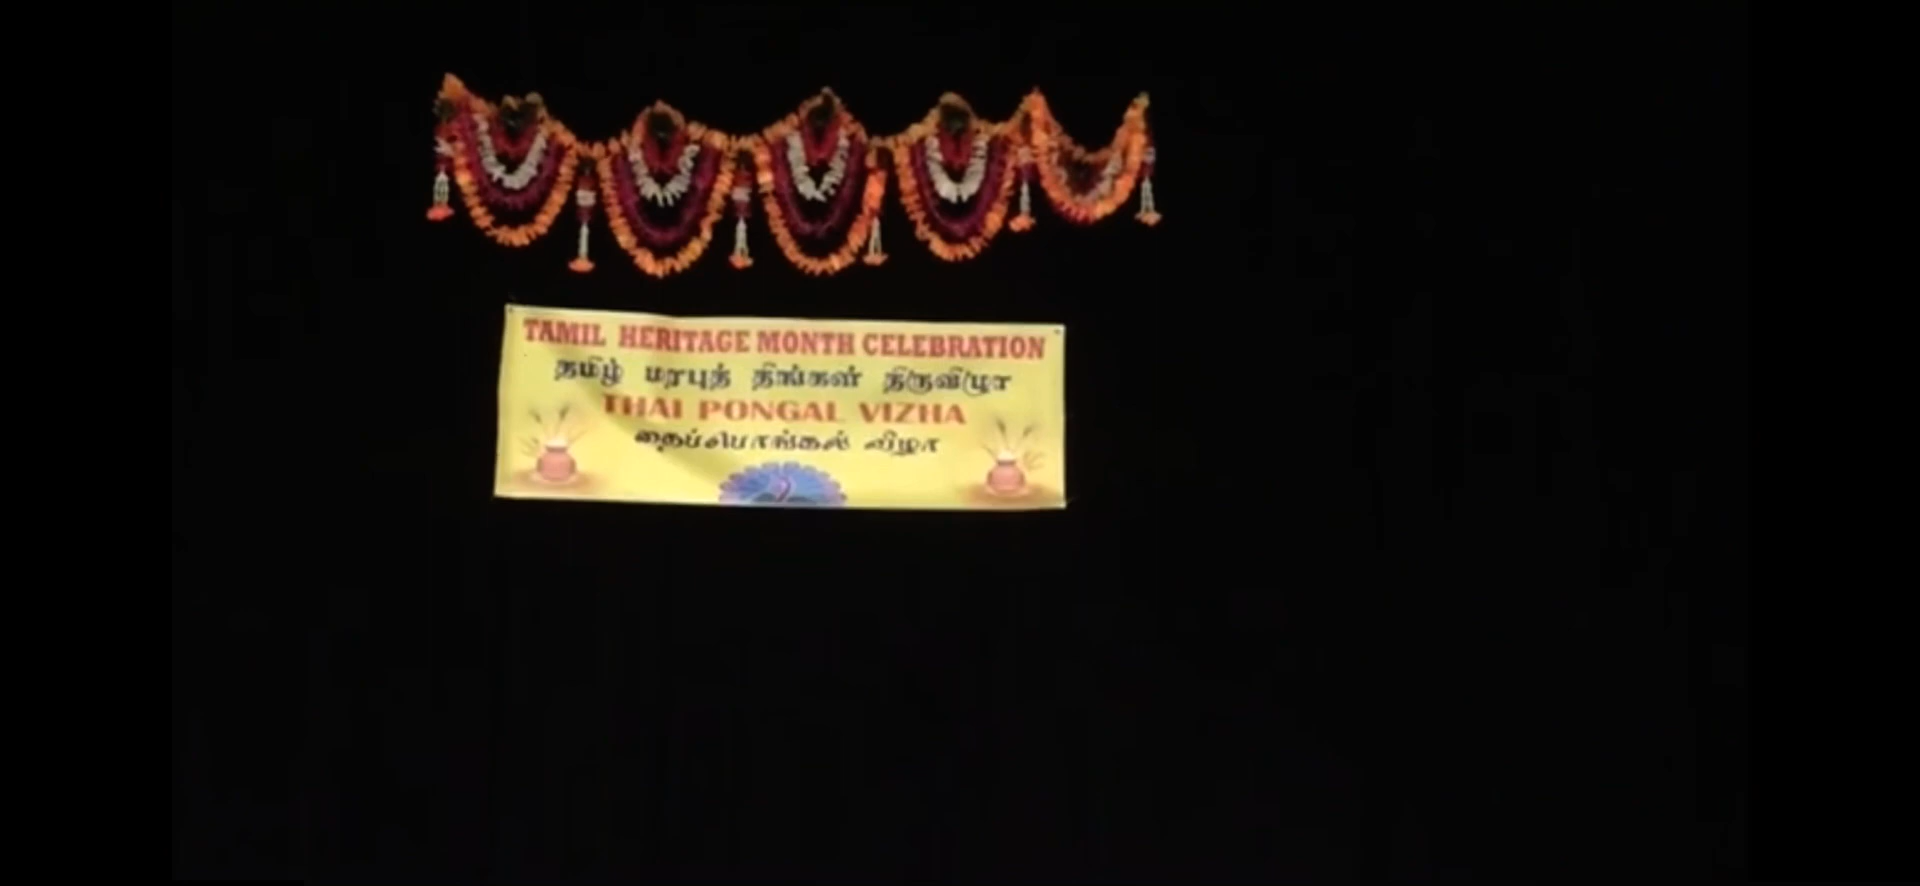 TAMIL HERITAGE MONTH CELEBRATION
தமிழ் மரபுத் திங்கள் திருவிழா
THAI PONGAL VIZHA
தைப்பொங்கல் விழா